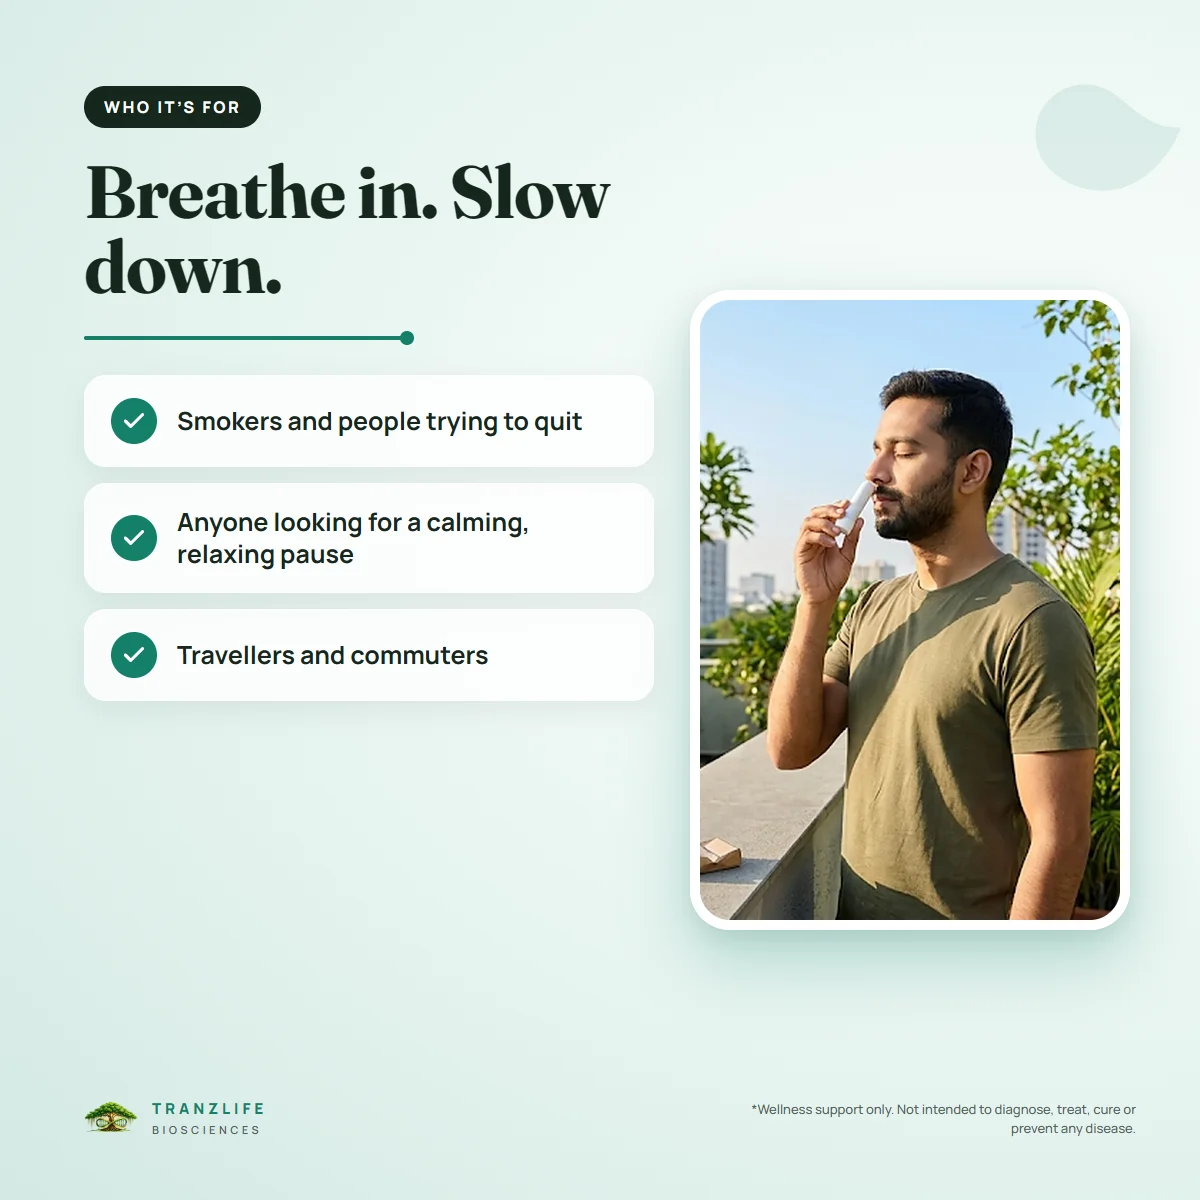 WHO IT’S FOR
Breathe in. Slow
down.
Smokers and people trying to quit
Anyone looking for a calming,
relaxing pause
Travellers and commuters
TRANZLIFE
BIOSCIENCES
*Wellness support only. Not intended to diagnose, treat, cure or
prevent any disease.